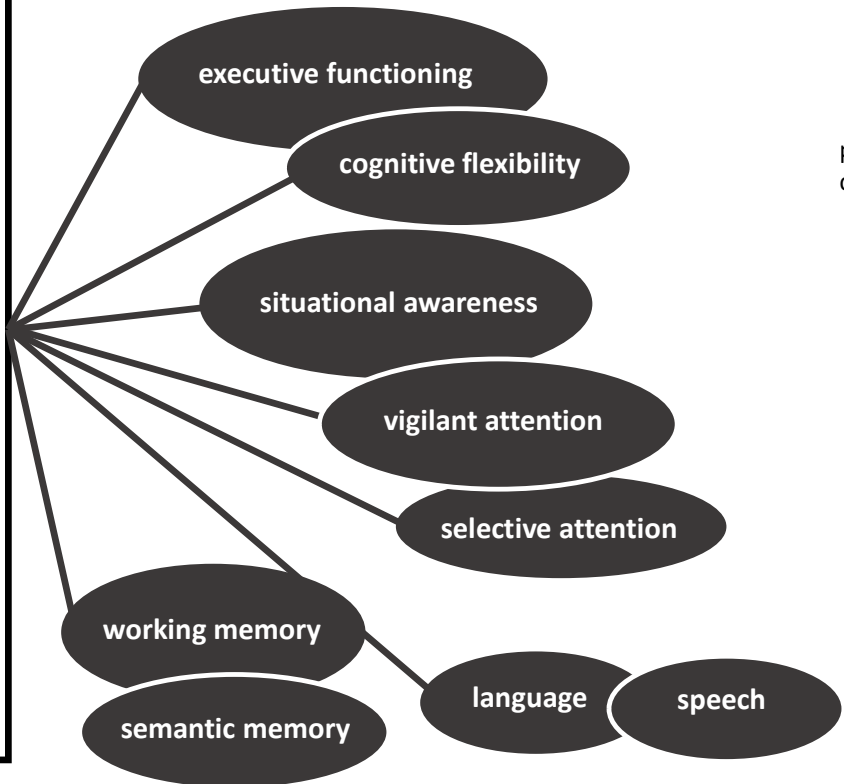 executive functioning
cognitive flexibility
situational awareness
vigilant attention
selective attention
working memory
language
speech
semantic memory